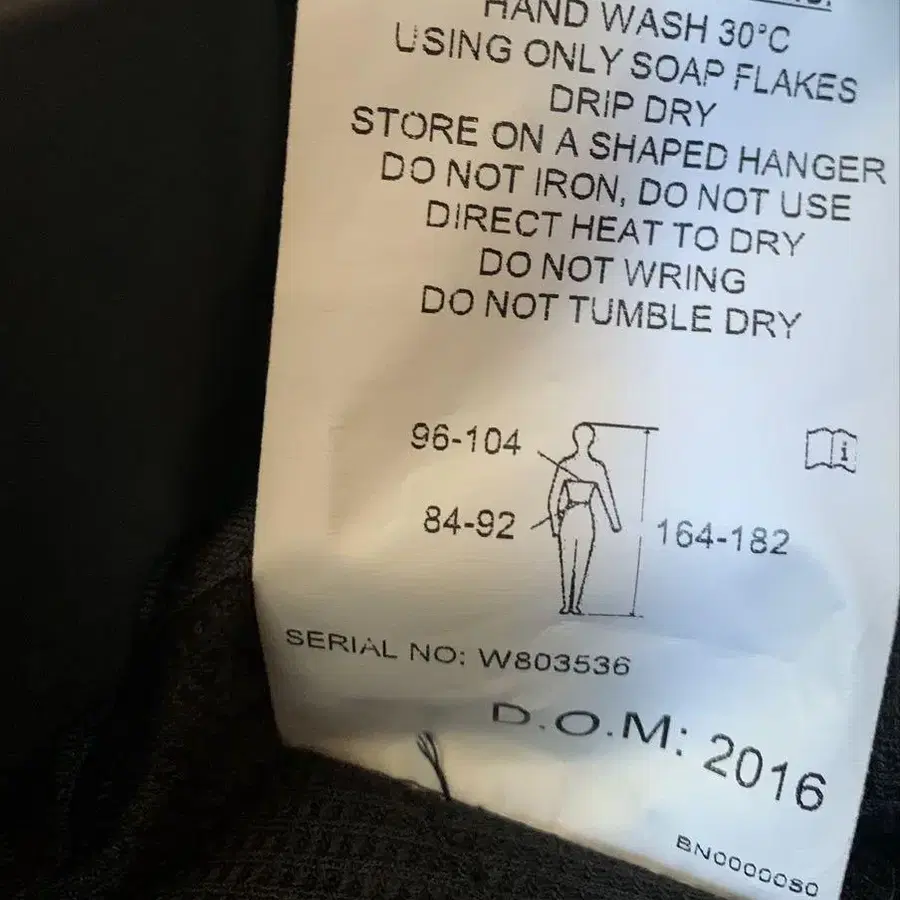 HAND WASH 30°C
USING ONLY SOAP FLAKES
DRIP DRY
STORE ON A SHAPED HANGER
DO NOT IRON, DO NOT USE
DIRECT HEAT TO DRY
DO NOT WRING
DO NOT TUMBLE DRY
96-104
84-92
164-182
i
SERIAL NO: W803536
D.O.M: 2016